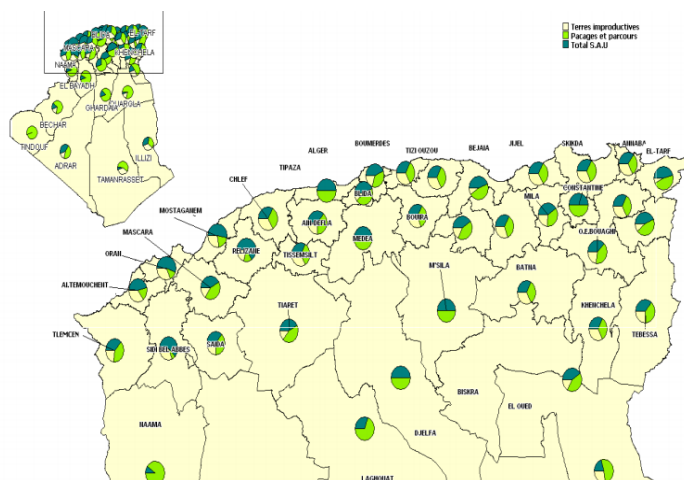 Terres improductives
Pacages et parcours
Total S.A.U
EL-TARF
MASCARA
KHENCHELA
NAAMA
EL BAYADH
GHARDAIA
OUARGLA
BECHAR
TINDOUF
ADRAR
ILLIZI
TAMANRASSET
ALGER
BOUMERDES
TIZI OUZOU
BEJAIA
JIJEL
SKIKDA
ANNABA
EL-TARF
TIPAZA
CHLEF
BLIDA
CONSTANTINE
MILA
MOSTAGANEM
AIN DEFLA
BOUIRA
MASCARA
MEDEA
O.E.BOUAGHI
ORAN
RELIZANE
TISSEMSILT
M'SILA
BATNA
ALTEMOUCHENT
TIARET
KHENCHELA
TLEMCEN
SIDI BEL ABBES
SAIDA
TEBESSA
BISKRA
EL OUED
NAAMA
DJELFA
LAGHOUAT